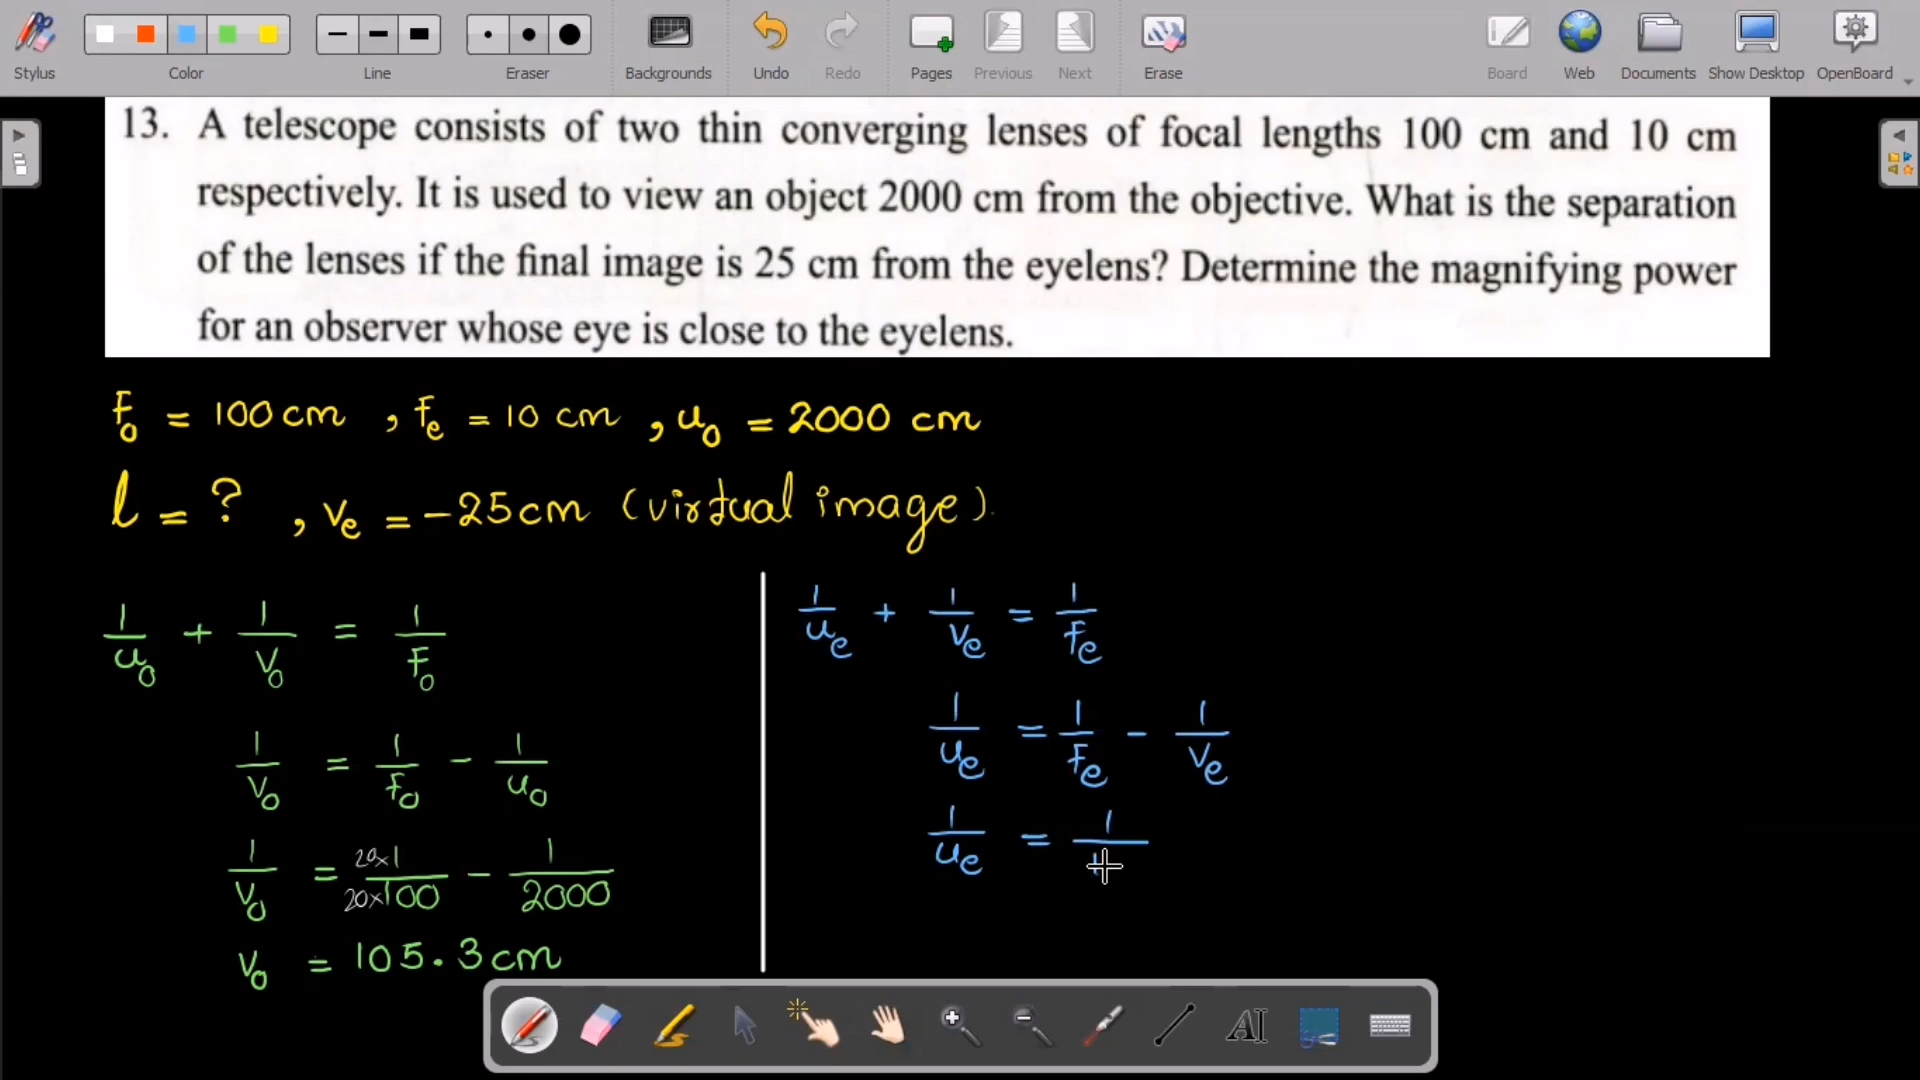 Stylus Color Line Eraser Backgrounds Undo Redo Pages Previous Next Erase Board Web Documents Show Desktop OpenBoard
13. A telescope consists of two thin converging lenses of focal lengths 100 cm and 10 cm
respectively. It is used to view an object 2000 cm from the objective. What is the separation
of the lenses if the final image is 25 cm from the eyelens? Determine the magnifying power
for an observer whose eye is close to the eyelens.
F₀ = 100 cm , Fₑ = 10 cm , u₀ = 2000 cm
l = ? , vₑ = -25 cm (virtual image).
1/u₀ + 1/v₀ = 1/F₀
1/v₀ = 1/F₀ - 1/u₀
1/v₀ = 20×1/20×100 - 1/2000
v₀ = 105.3 cm
1/uₑ + 1/vₑ = 1/Fₑ
1/uₑ = 1/Fₑ - 1/vₑ
1/uₑ = 1/
AI